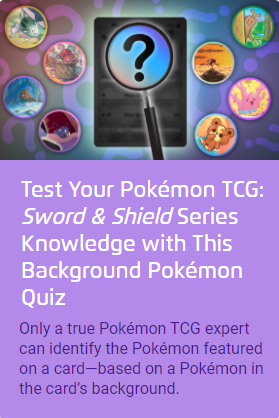 ?
Test Your Pokémon TCG:
Sword & Shield Series
Knowledge with This
Background Pokémon
Quiz
Only a true Pokémon TCG expert
can identify the Pokémon featured
on a card—based on a Pokémon in
the card's background.